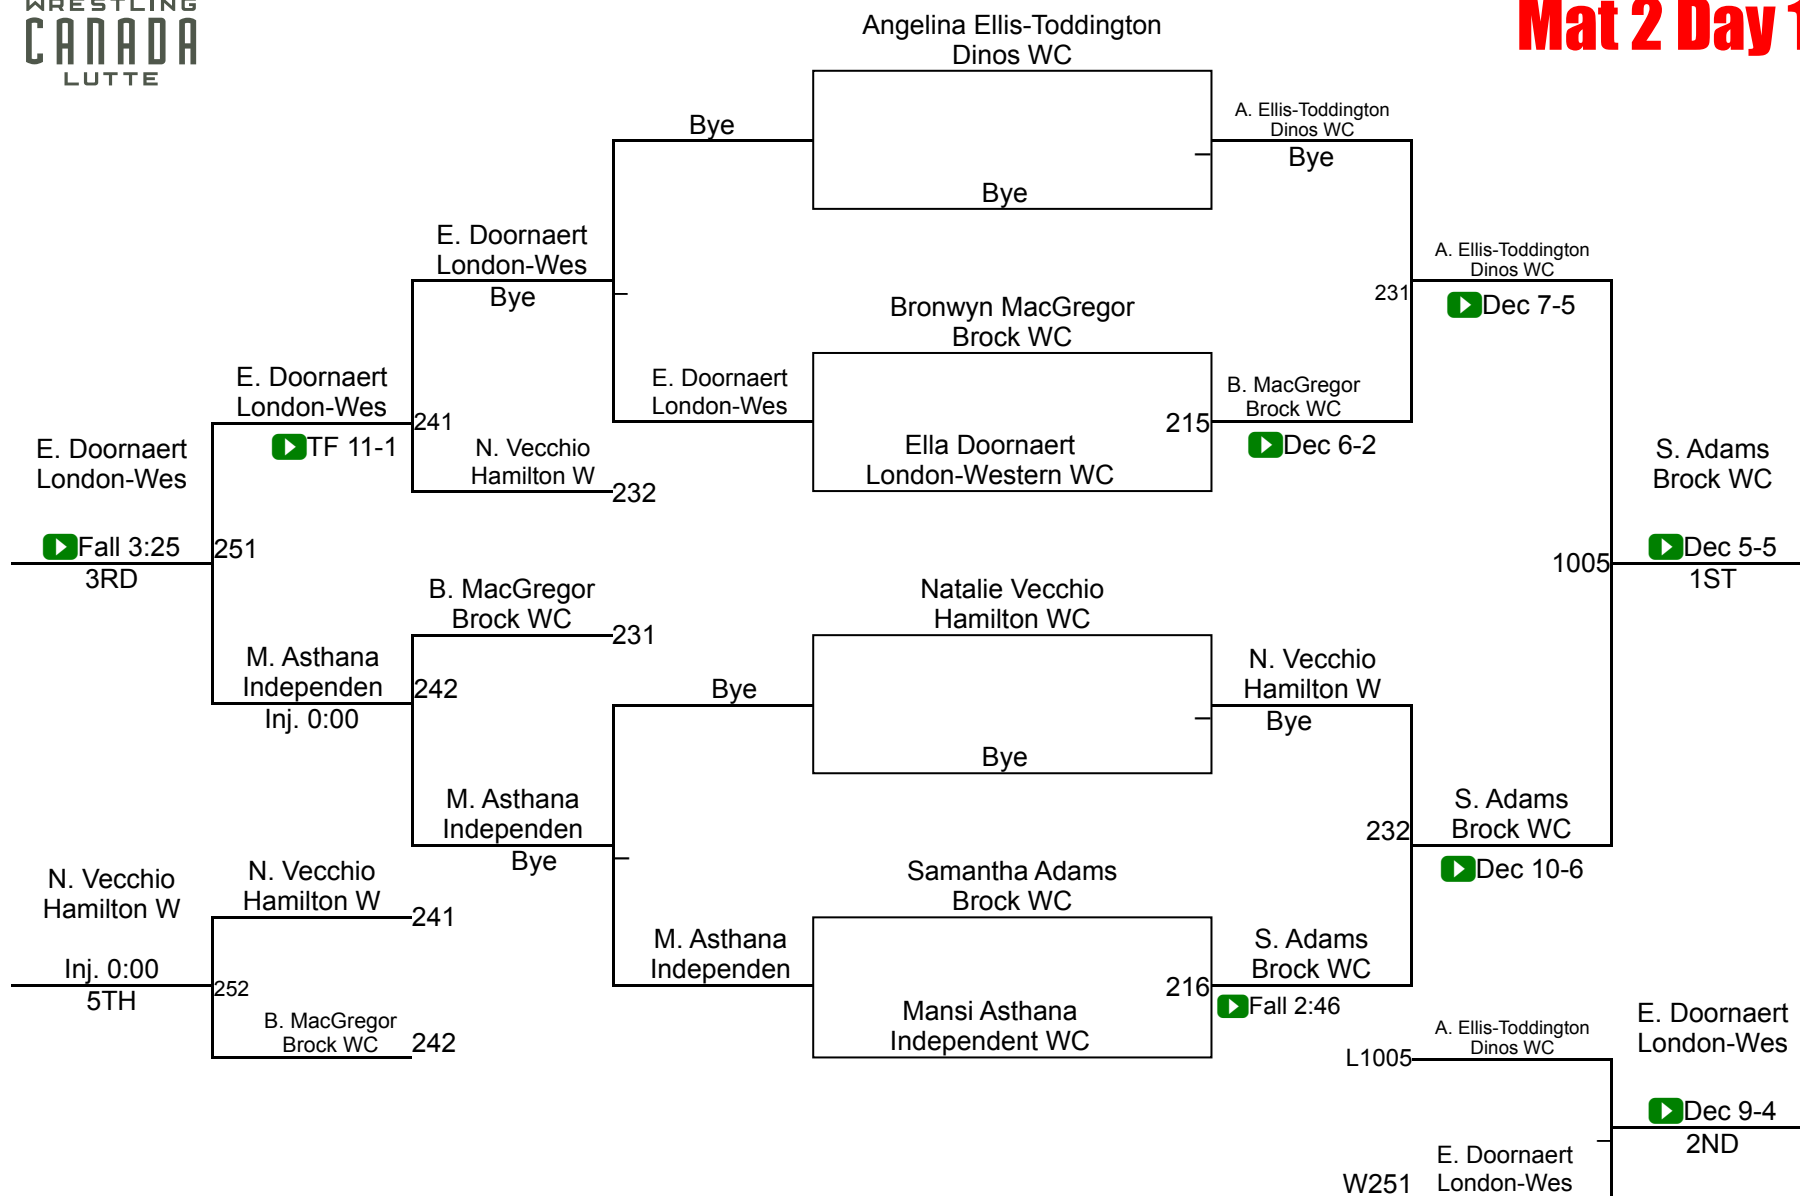 WRESTLING
CANADA
LUTTE
Mat 2 Day 1
Angelina Ellis-Toddington
Dinos WC
Bye
A. Ellis-Toddington
Dinos WC
Bye
Bye
E. Doornaert
London-Wes
Bye
A. Ellis-Toddington
Dinos WC
231
Dec 7-5
Bronwyn MacGregor
Brock WC
E. Doornaert
London-Wes
241
TF 11-1
E. Doornaert
London-Wes
B. MacGregor
Brock WC
215
Dec 6-2
Ella Doornaert
London-Western WC
N. Vecchio
Hamilton W
232
E. Doornaert
London-Wes
Fall 3:25
251
3RD
S. Adams
Brock WC
1005
Dec 5-5
1ST
B. MacGregor
Brock WC
231
Natalie Vecchio
Hamilton WC
M. Asthana
Independen
242
Inj. 0:00
Bye
N. Vecchio
Hamilton W
Bye
Bye
M. Asthana
Independen
Bye
S. Adams
Brock WC
232
Dec 10-6
N. Vecchio
Hamilton W
N. Vecchio
Hamilton W
241
Samantha Adams
Brock WC
M. Asthana
Independen
S. Adams
Brock WC
216
Fall 2:46
Inj. 0:00
252
5TH
B. MacGregor
Brock WC
242
Mansi Asthana
Independent WC
A. Ellis-Toddington
Dinos WC
L1005
E. Doornaert
London-Wes
Dec 9-4
2ND
E. Doornaert
London-Wes
W251